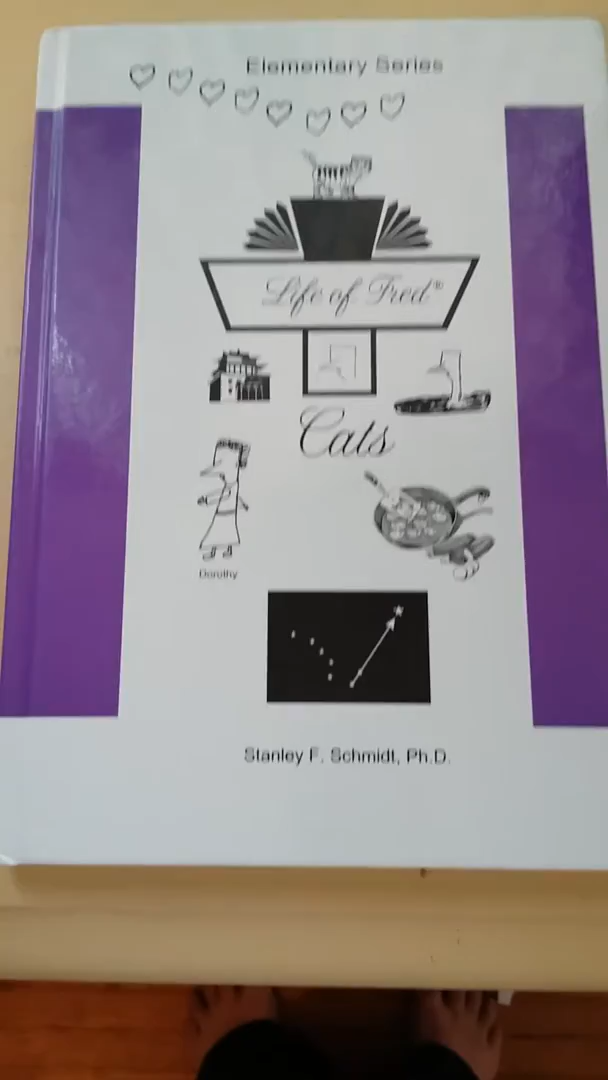 Elementary Series
Life of Fred®
Cats
Dorothy
Stanley F. Schmidt, Ph.D.